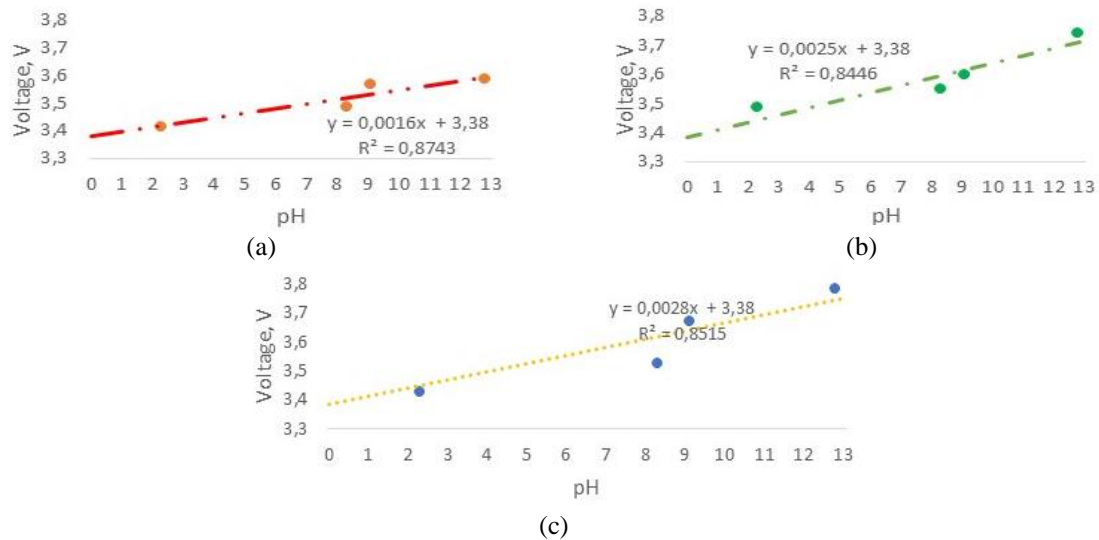 3,8
3,7
3,6
3,5
3,4
3,3
Voltage, V
y = 0,0016x + 3,38
R² = 0,8743
0 1 2 3 4 5 6 7 8 9 10 11 12 13
pH
(a)
3,8
3,7
3,6
3,5
3,4
3,3
Voltage, V
y = 0,0025x + 3,38
R² = 0,8446
0 1 2 3 4 5 6 7 8 9 10 11 12 13
pH
(b)
3,8
3,7
3,6
3,5
3,4
3,3
Voltage, V
y = 0,0028x + 3,38
R² = 0,8515
0 1 2 3 4 5 6 7 8 9 10 11 12 13
pH
(c)